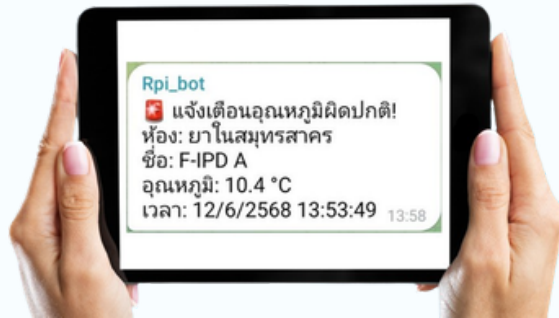 Rpi_bot
🚨 แจ้งเตือนอุณหภูมิผิดปกติ!
ห้อง: ยาในสมุทรสาคร
ชื่อ: F-IPD A
อุณหภูมิ: 10.4 °C
เวลา: 12/6/2568 13:53:49 13:58